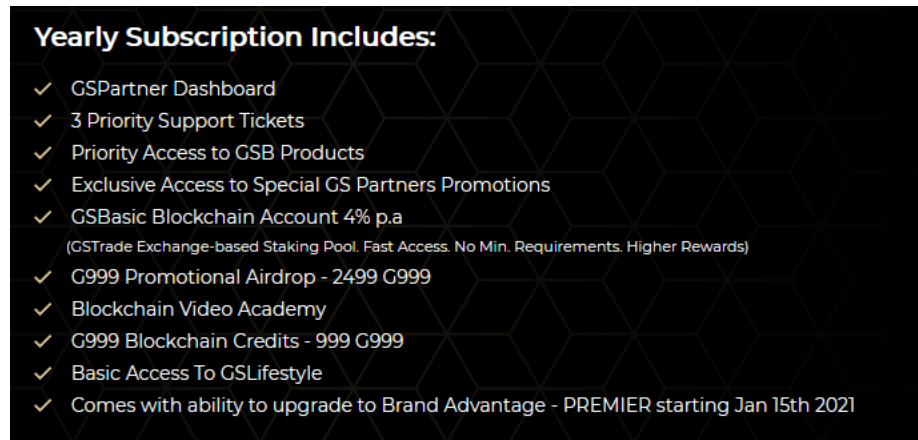 Yearly Subscription Includes:
GSPartner Dashboard
3 Priority Support Tickets
Priority Access to GSB Products
Exclusive Access to Special GS Partners Promotions
GSBasic Blockchain Account 4% p.a
(GSTrade Exchange-based Staking Pool. Fast Access. No Min. Requirements. Higher Rewards)
G999 Promotional Airdrop - 2499 G999
Blockchain Video Academy
G999 Blockchain Credits - 999 G999
Basic Access To GSLifestyle
Comes with ability to upgrade to Brand Advantage - PREMIER starting Jan 15th 2021